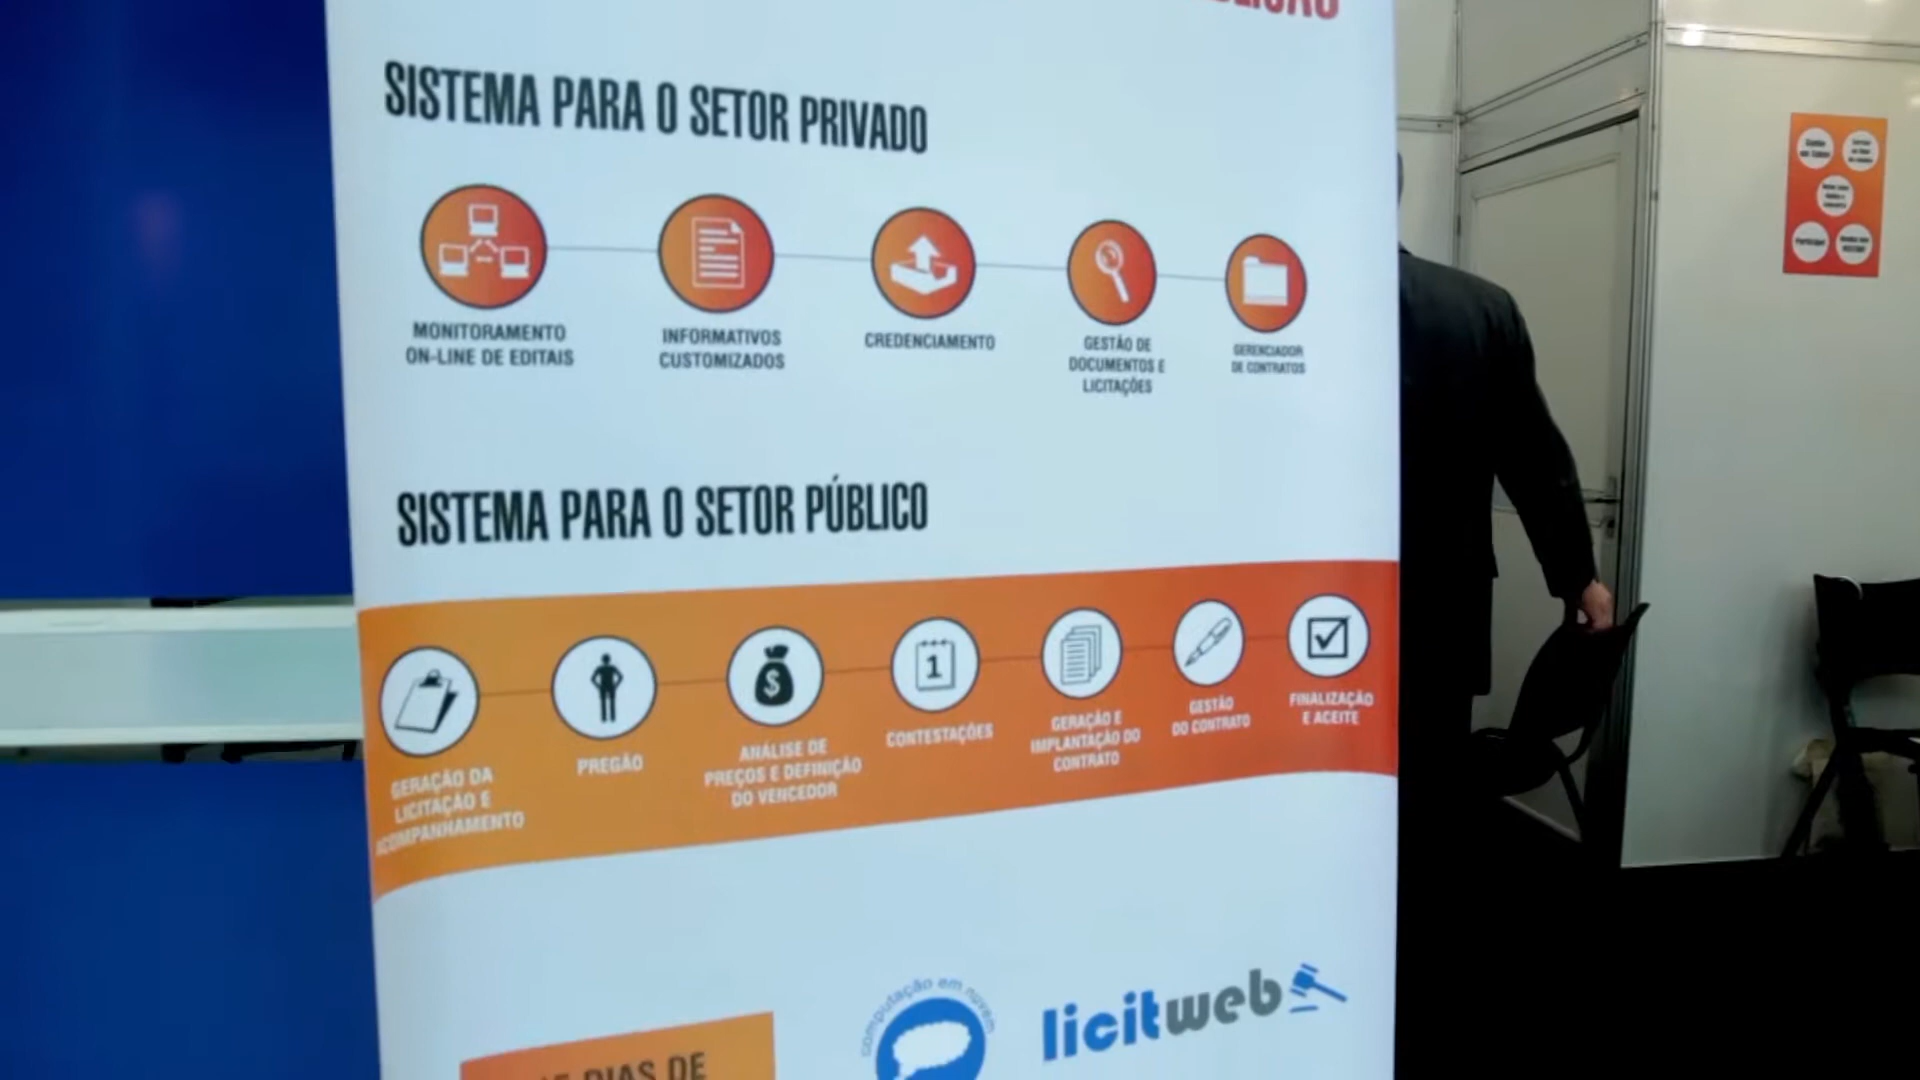 SISTEMA PARA O SETOR PRIVADO
MONITORAMENTO
ON-LINE DE EDITAIS
INFORMATIVOS
CUSTOMIZADOS
CREDENCIAMENTO
GESTÃO DE
DOCUMENTOS E
LICITAÇÕES
GERENCIADOR
DE CONTRATOS
SISTEMA PARA O SETOR PÚBLICO
GERAÇÃO DA
LICITAÇÃO E
ACOMPANHAMENTO
PREGÃO
$
ANÁLISE DE
PREÇOS E DEFINIÇÃO
DO VENCEDOR
1
CONTESTAÇÕES
GERAÇÃO E
IMPLANTAÇÃO DO
CONTRATO
GESTÃO
DO CONTRATO
FINALIZAÇÃO
E ACEITE
DIAS DE
computação em nuvem
licitweb